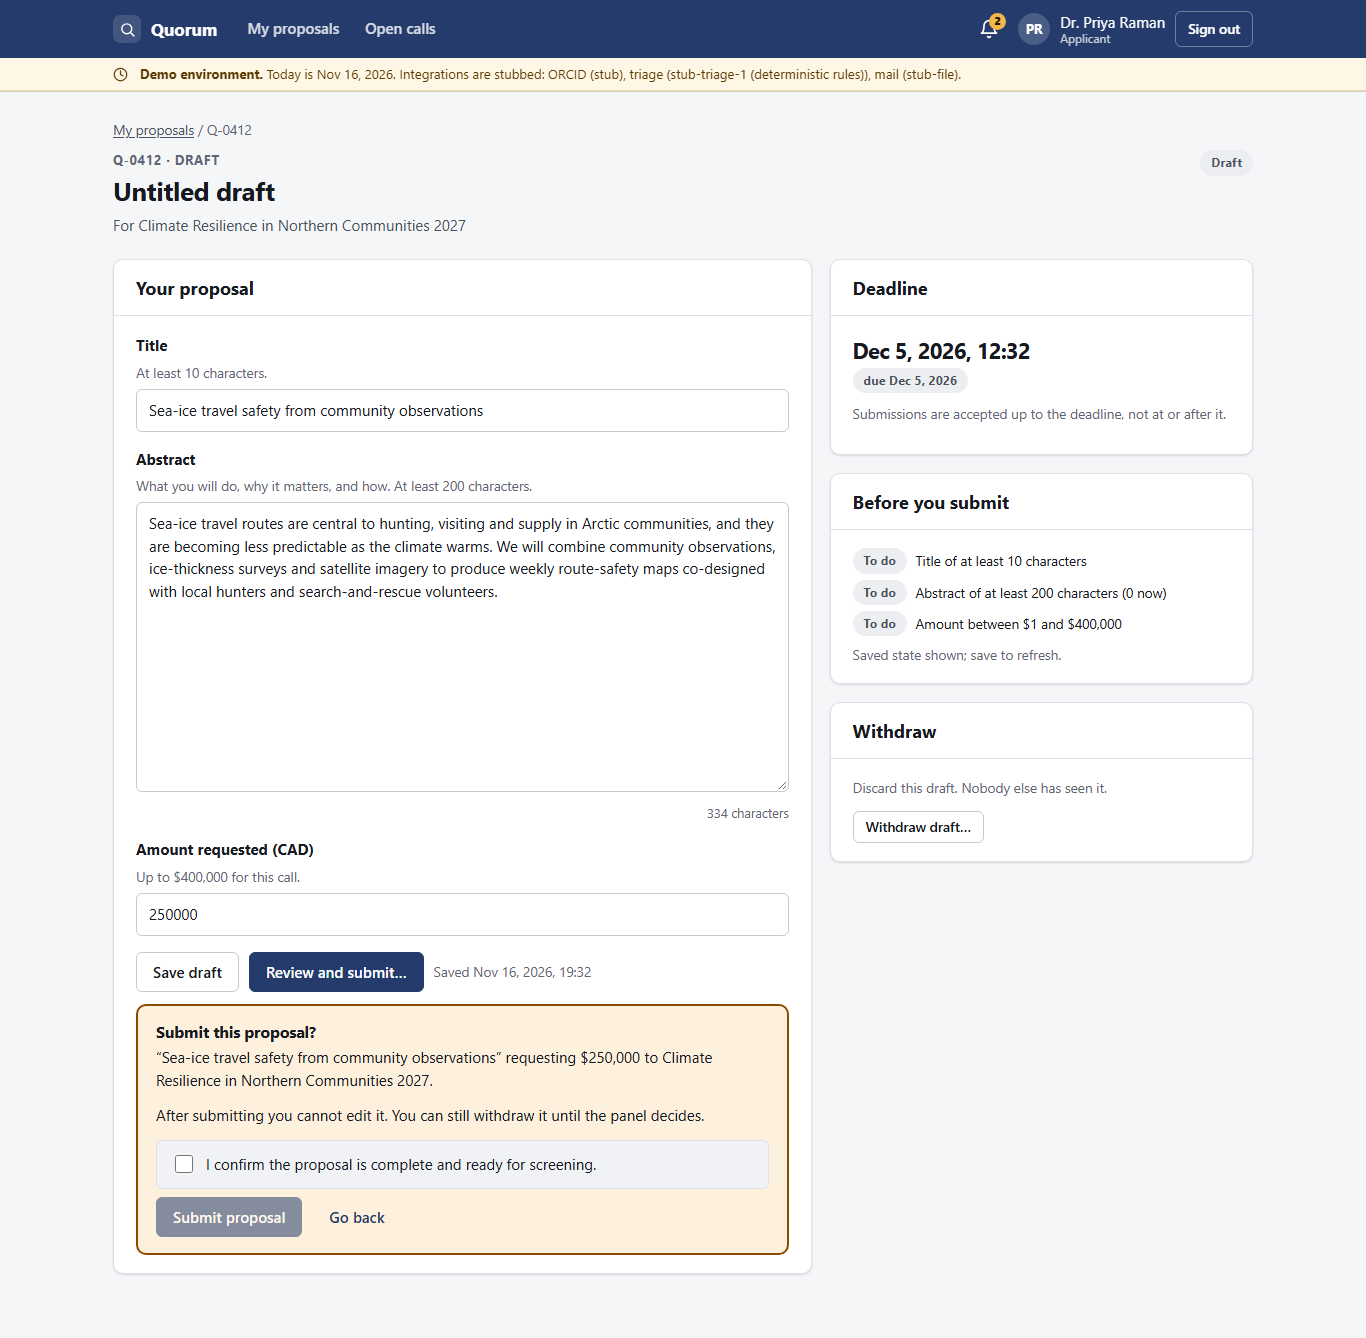 Quorum
My proposals
Open calls
2
PR
Dr. Priya Raman
Applicant
Sign out
Demo environment. Today is Nov 16, 2026. Integrations are stubbed: ORCID (stub), triage (stub-triage-1 (deterministic rules)), mail (stub-file).
My proposals / Q-0412
Q-0412 · DRAFT
Draft
Untitled draft
For Climate Resilience in Northern Communities 2027
Your proposal
Title
At least 10 characters.
Sea-ice travel safety from community observations
Abstract
What you will do, why it matters, and how. At least 200 characters.
Sea-ice travel routes are central to hunting, visiting and supply in Arctic communities, and they
are becoming less predictable as the climate warms. We will combine community observations,
ice-thickness surveys and satellite imagery to produce weekly route-safety maps co-designed
with local hunters and search-and-rescue volunteers.
334 characters
Amount requested (CAD)
Up to $400,000 for this call.
250000
Save draft
Review and submit...
Saved Nov 16, 2026, 19:32
Submit this proposal?
“Sea-ice travel safety from community observations” requesting $250,000 to Climate
Resilience in Northern Communities 2027.
After submitting you cannot edit it. You can still withdraw it until the panel decides.
I confirm the proposal is complete and ready for screening.
Submit proposal
Go back
Deadline
Dec 5, 2026, 12:32
due Dec 5, 2026
Submissions are accepted up to the deadline, not at or after it.
Before you submit
To do Title of at least 10 characters
To do Abstract of at least 200 characters (0 now)
To do Amount between $1 and $400,000
Saved state shown; save to refresh.
Withdraw
Discard this draft. Nobody else has seen it.
Withdraw draft...